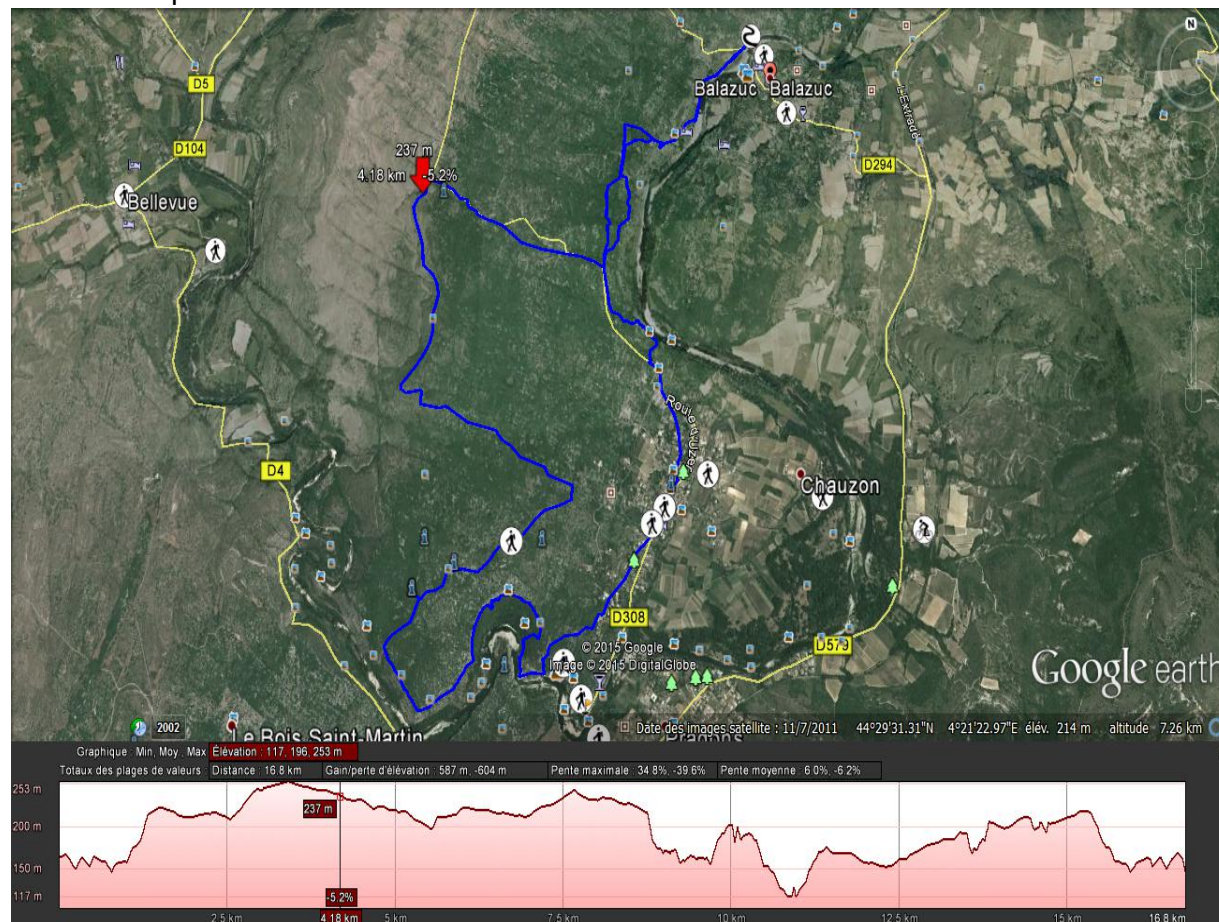 N
D5
Balazuc Balazuc
L'Extrade
D104
237 m
4.18 km -5.2%
D294
Bellevue
Chauzon
D4
D308
D579
© 2015 Google
Image © 2015 DigitalGlobe
Google earth
2002
Le Bois Saint-Martin
Pradons
Date des images satellite : 11/7/2011 44°29'31.31"N 4°21'22.97"E élév. 214 m altitude 7.26 km
Graphique : Min, Moy, Max Élévation : 117, 196, 253 m
Totaux des plages de valeurs : Distance : 16.8 km Gain/perte d'élévation : 587 m, -604 m Pente maximale : 34.8%, -39.6% Pente moyenne : 6.0%, -6.2%
253 m
237 m
200 m
150 m
117 m
-5.2%
2.5 km 4.18 km 5 km 7.5 km 10 km 12.5 km 15 km 16.8 km